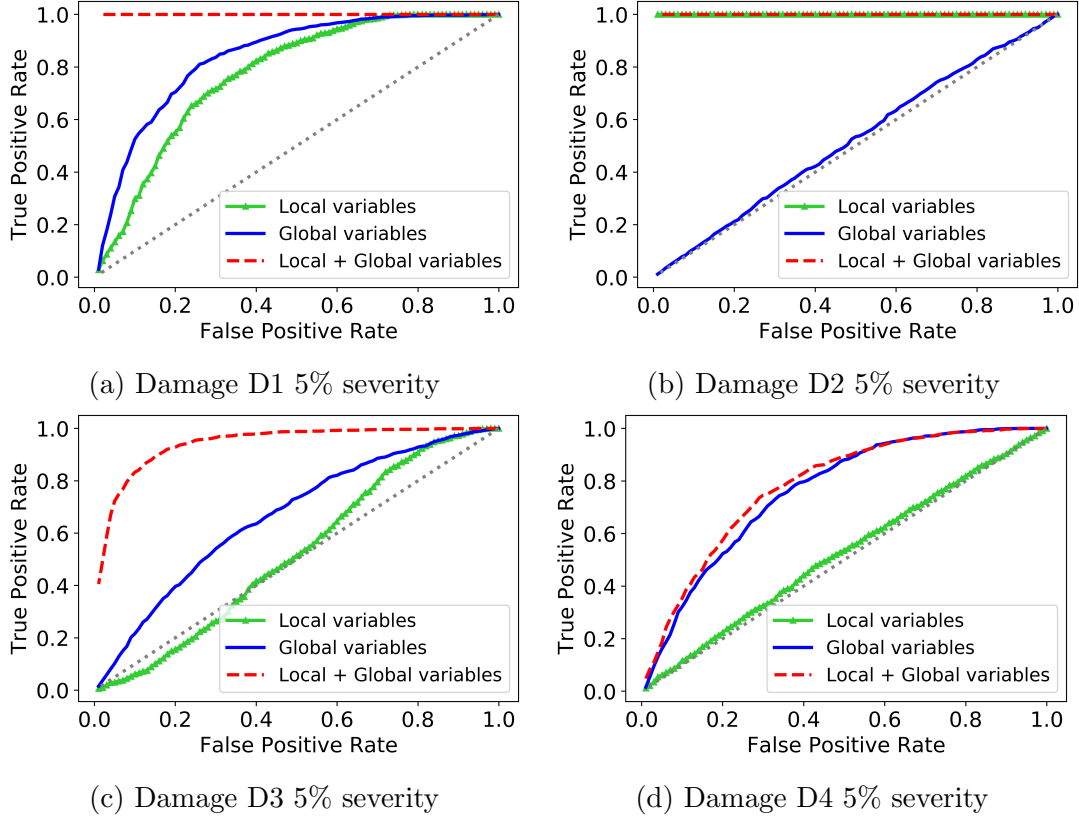 1.0
0.8
0.6
0.4
0.2
0.0
True Positive Rate
0.0 0.2 0.4 0.6 0.8 1.0
False Positive Rate
Local variables
Global variables
Local + Global variables
(a) Damage D1 5% severity
1.0
0.8
0.6
0.4
0.2
0.0
True Positive Rate
0.0 0.2 0.4 0.6 0.8 1.0
False Positive Rate
Local variables
Global variables
Local + Global variables
(b) Damage D2 5% severity
1.0
0.8
0.6
0.4
0.2
0.0
True Positive Rate
0.0 0.2 0.4 0.6 0.8 1.0
False Positive Rate
Local variables
Global variables
Local + Global variables
(c) Damage D3 5% severity
1.0
0.8
0.6
0.4
0.2
0.0
True Positive Rate
0.0 0.2 0.4 0.6 0.8 1.0
False Positive Rate
Local variables
Global variables
Local + Global variables
(d) Damage D4 5% severity